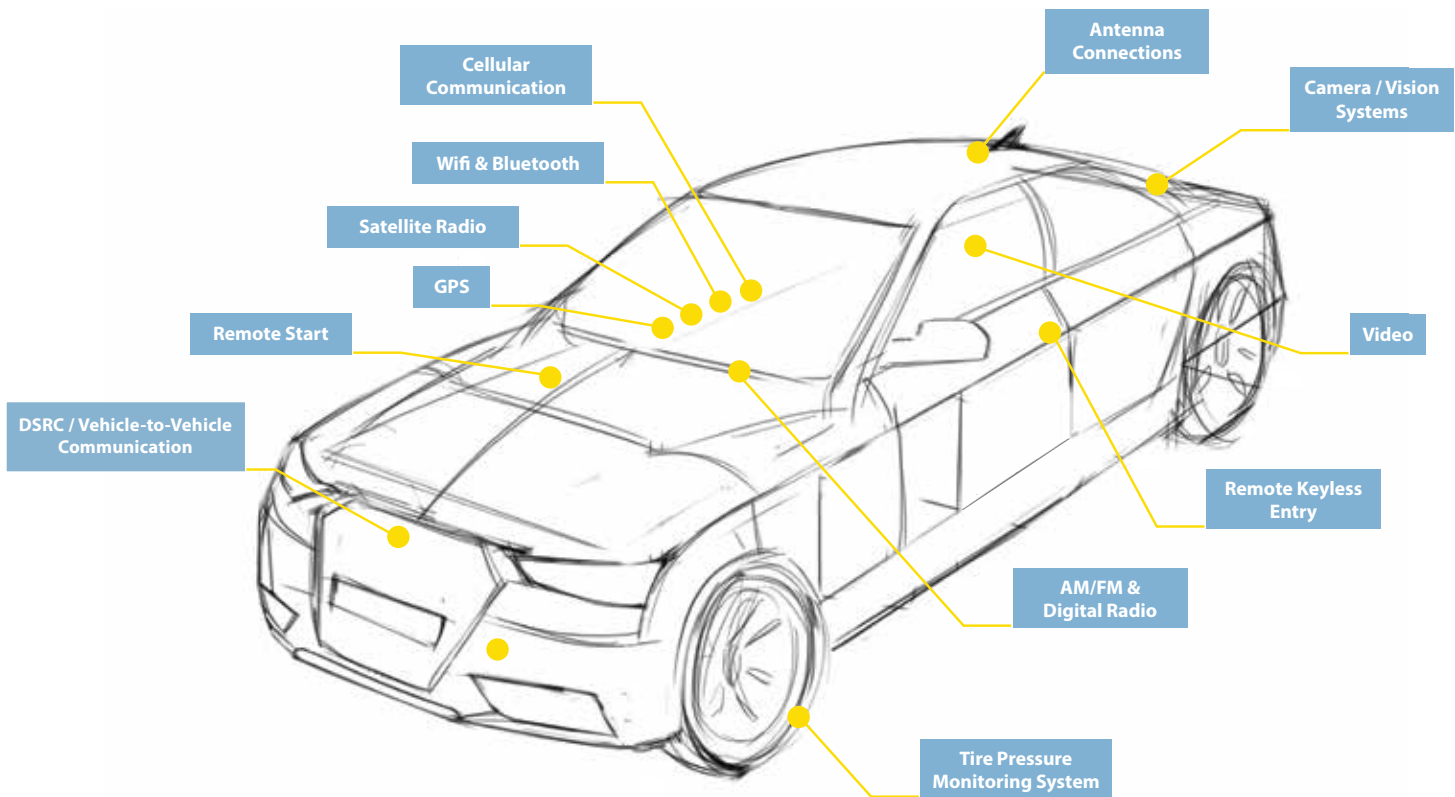 Antenna
Connections
Cellular
Communication
Camera / Vision
Systems
Wifi & Bluetooth
Satellite Radio
GPS
Remote Start
Video
DSRC / Vehicle-to-Vehicle
Communication
Remote Keyless
Entry
AM/FM &
Digital Radio
Tire Pressure
Monitoring System